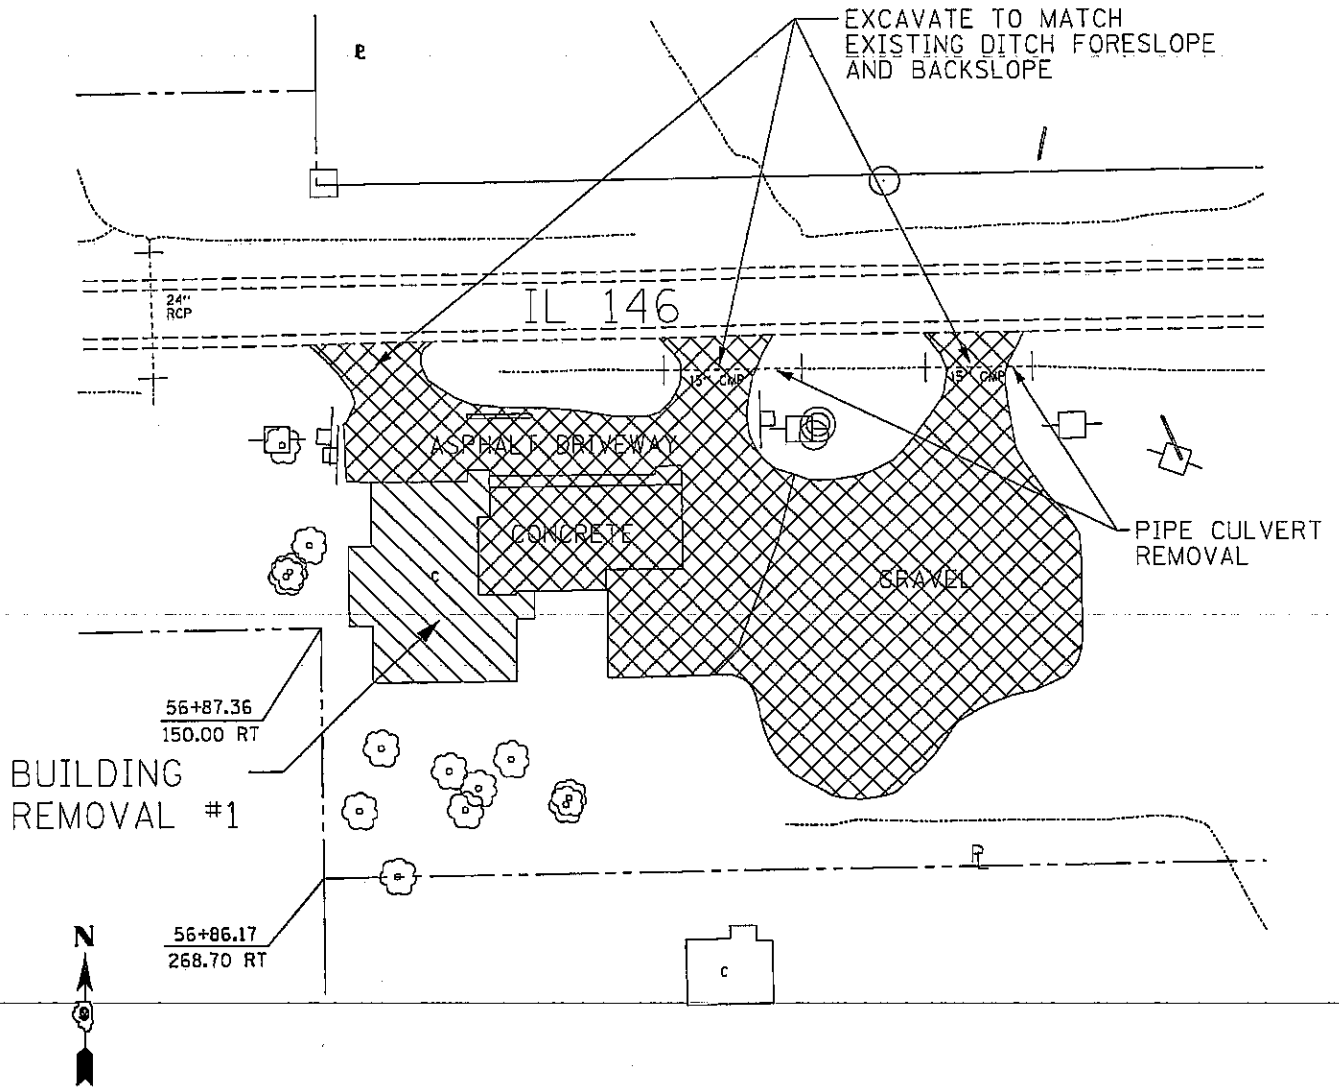 EXCAVATE TO MATCH
EXISTING DITCH FORESLOPE
AND BACKSLOPE
PL
24"
RCP
IL 146
15" CMP
15" CMP
ASPHALT DRIVEWAY
CONCRETE
C
GRAVEL
PIPE CULVERT
REMOVAL
56+87.36
150.00 RT
BUILDING
REMOVAL #1
PL
56+86.17
268.70 RT
N
C